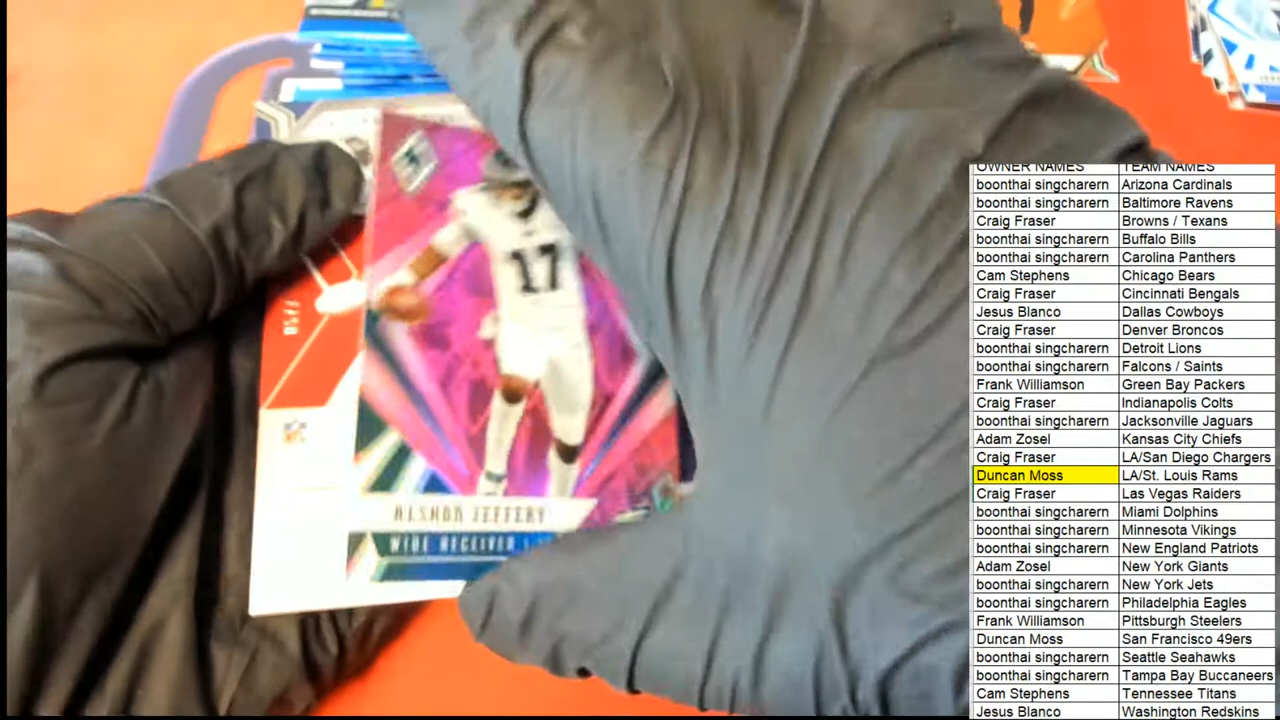 OWNER NAMES TEAM NAMES
boonthai singcharern Arizona Cardinals
boonthai singcharern Baltimore Ravens
Craig Fraser Browns / Texans
boonthai singcharern Buffalo Bills
boonthai singcharern Carolina Panthers
Cam Stephens Chicago Bears
Craig Fraser Cincinnati Bengals
Jesus Blanco Dallas Cowboys
Craig Fraser Denver Broncos
boonthai singcharern Detroit Lions
boonthai singcharern Falcons / Saints
Frank Williamson Green Bay Packers
Craig Fraser Indianapolis Colts
boonthai singcharern Jacksonville Jaguars
Adam Zosel Kansas City Chiefs
Craig Fraser LA/San Diego Chargers
Duncan Moss LA/St. Louis Rams
Craig Fraser Las Vegas Raiders
boonthai singcharern Miami Dolphins
boonthai singcharern Minnesota Vikings
boonthai singcharern New England Patriots
Adam Zosel New York Giants
boonthai singcharern New York Jets
boonthai singcharern Philadelphia Eagles
Frank Williamson Pittsburgh Steelers
Duncan Moss San Francisco 49ers
boonthai singcharern Seattle Seahawks
boonthai singcharern Tampa Bay Buccaneers
Cam Stephens Tennessee Titans
Jesus Blanco Washington Redskins
17
ALSHON JEFFERY
WIDE RECEIVER
NFL